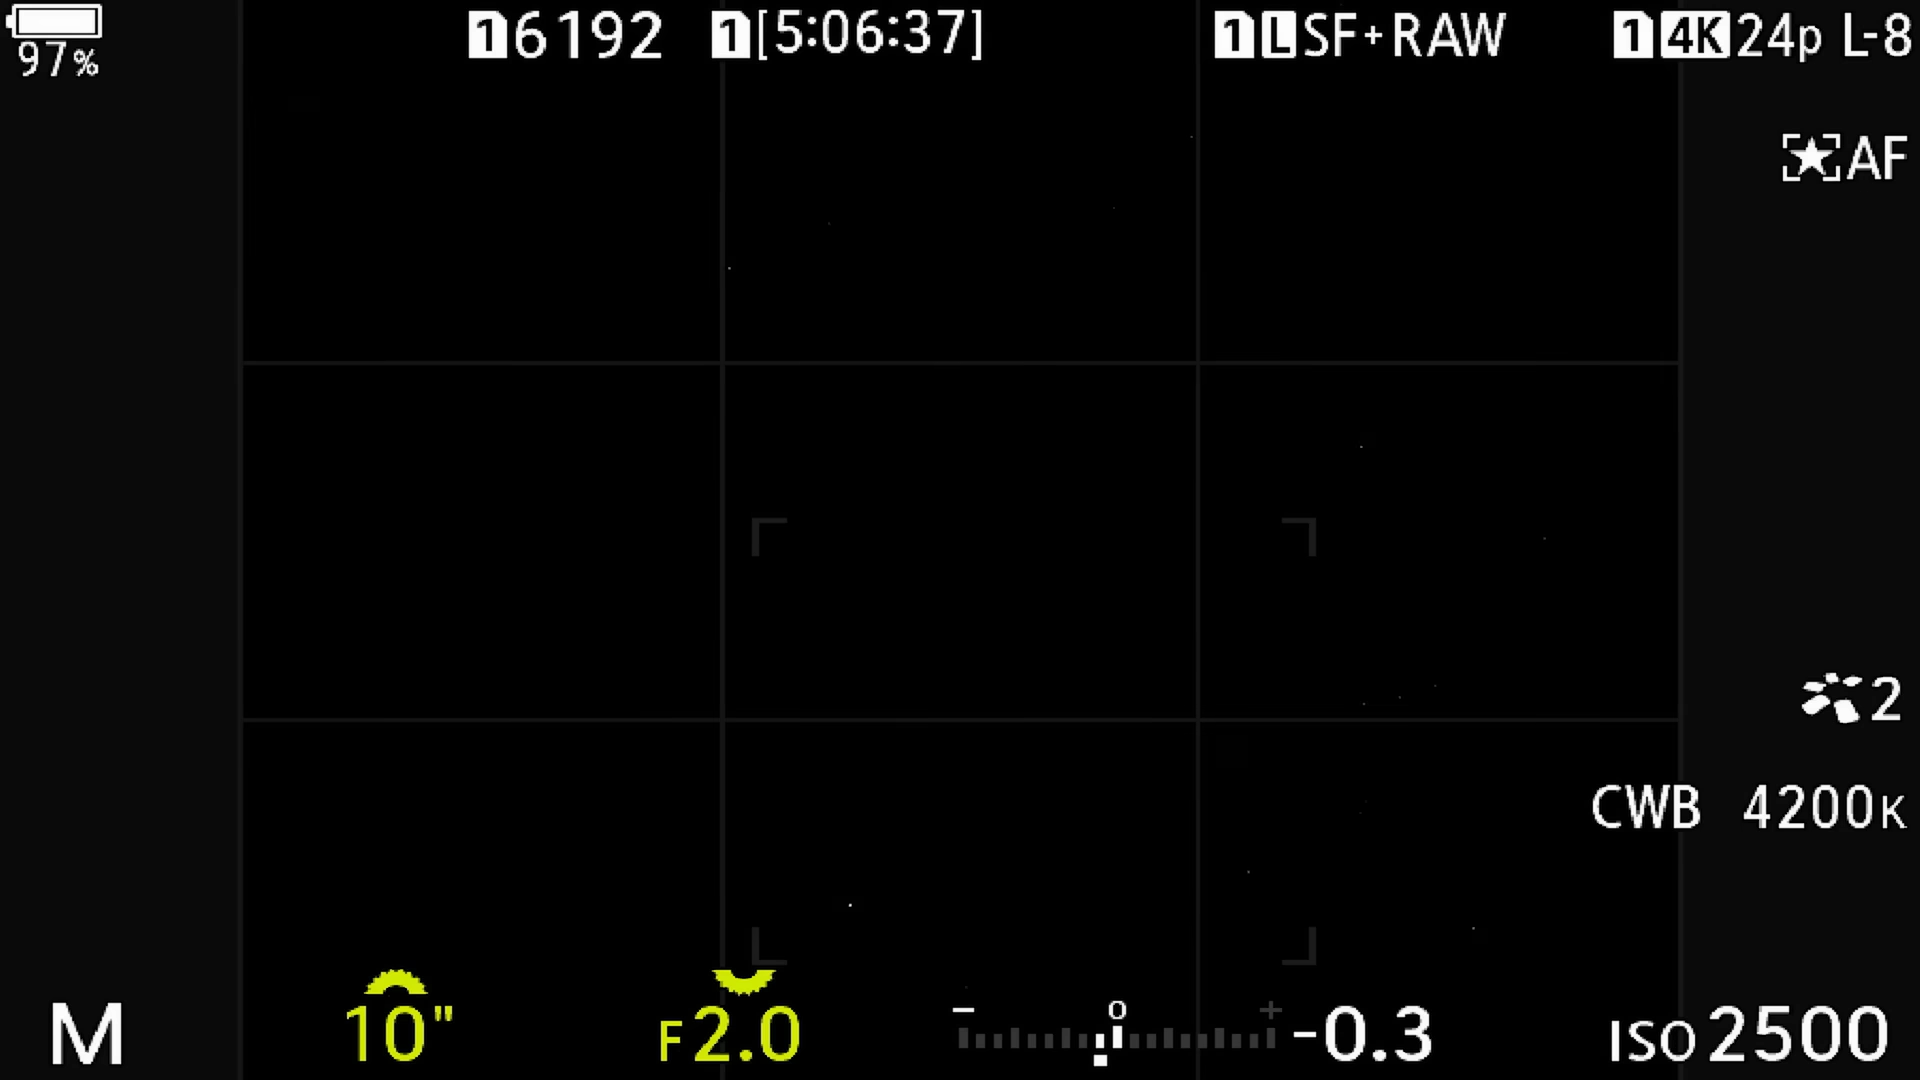 97%
1 6192 1 [5:06:37] 1 L SF+RAW 1 4K 24p L-8
AF
2
CWB 4200K
M 10" F2.0 − 0 + -0.3 ISO 2500